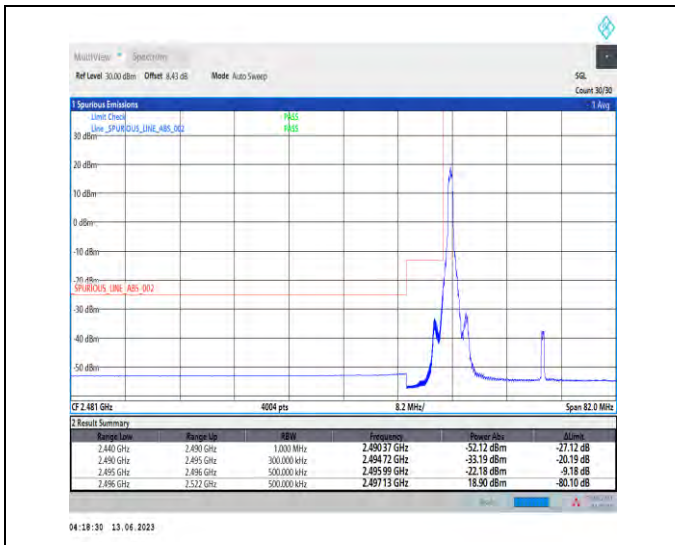 MultiView Spectrum
Ref Level 30.00 dBm Offset 8.43 dB Mode Auto Sweep SGL
Count 30/30
1 Spurious Emissions 1 Avg
Limit Check PASS
Line _SPURIOUS_LINE_ABS_002 PASS
30 dBm
20 dBm
10 dBm
0 dBm
-10 dBm
-20 dBm
SPURIOUS_LINE_ABS_002
-30 dBm
-40 dBm
-50 dBm
CF 2.481 GHz 4004 pts 8.2 MHz/ Span 82.0 MHz
2 Result Summary
Range Low Range Up RBW Frequency Power Abs ΔLimit
2.440 GHz 2.490 GHz 1.000 MHz 2.490 37 GHz -52.12 dBm -27.12 dB
2.490 GHz 2.495 GHz 300.000 kHz 2.494 72 GHz -33.19 dBm -20.19 dB
2.495 GHz 2.496 GHz 500.000 kHz 2.495 99 GHz -22.18 dBm -9.18 dB
2.496 GHz 2.522 GHz 500.000 kHz 2.497 13 GHz 18.90 dBm -80.10 dB
04:18:30 13.06.2023